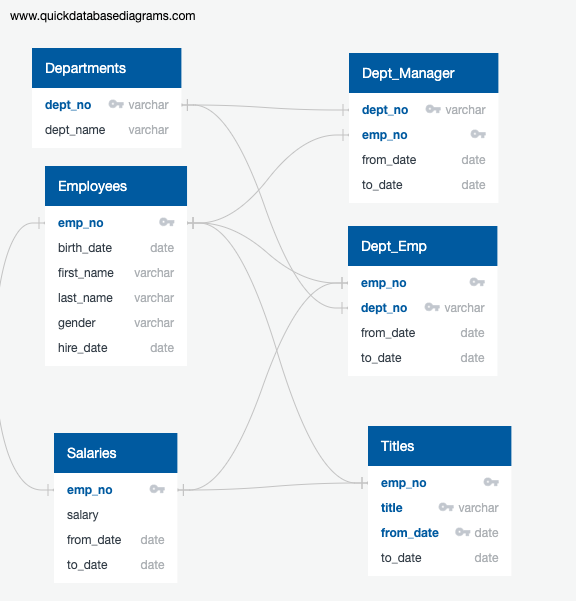 www.quickdatabasediagrams.com
Departments
dept_no varchar
dept_name varchar
Employees
emp_no
birth_date date
first_name varchar
last_name varchar
gender varchar
hire_date date
Salaries
emp_no
salary
from_date date
to_date date
Dept_Manager
dept_no varchar
emp_no
from_date date
to_date date
Dept_Emp
emp_no
dept_no varchar
from_date date
to_date date
Titles
emp_no
title varchar
from_date date
to_date date